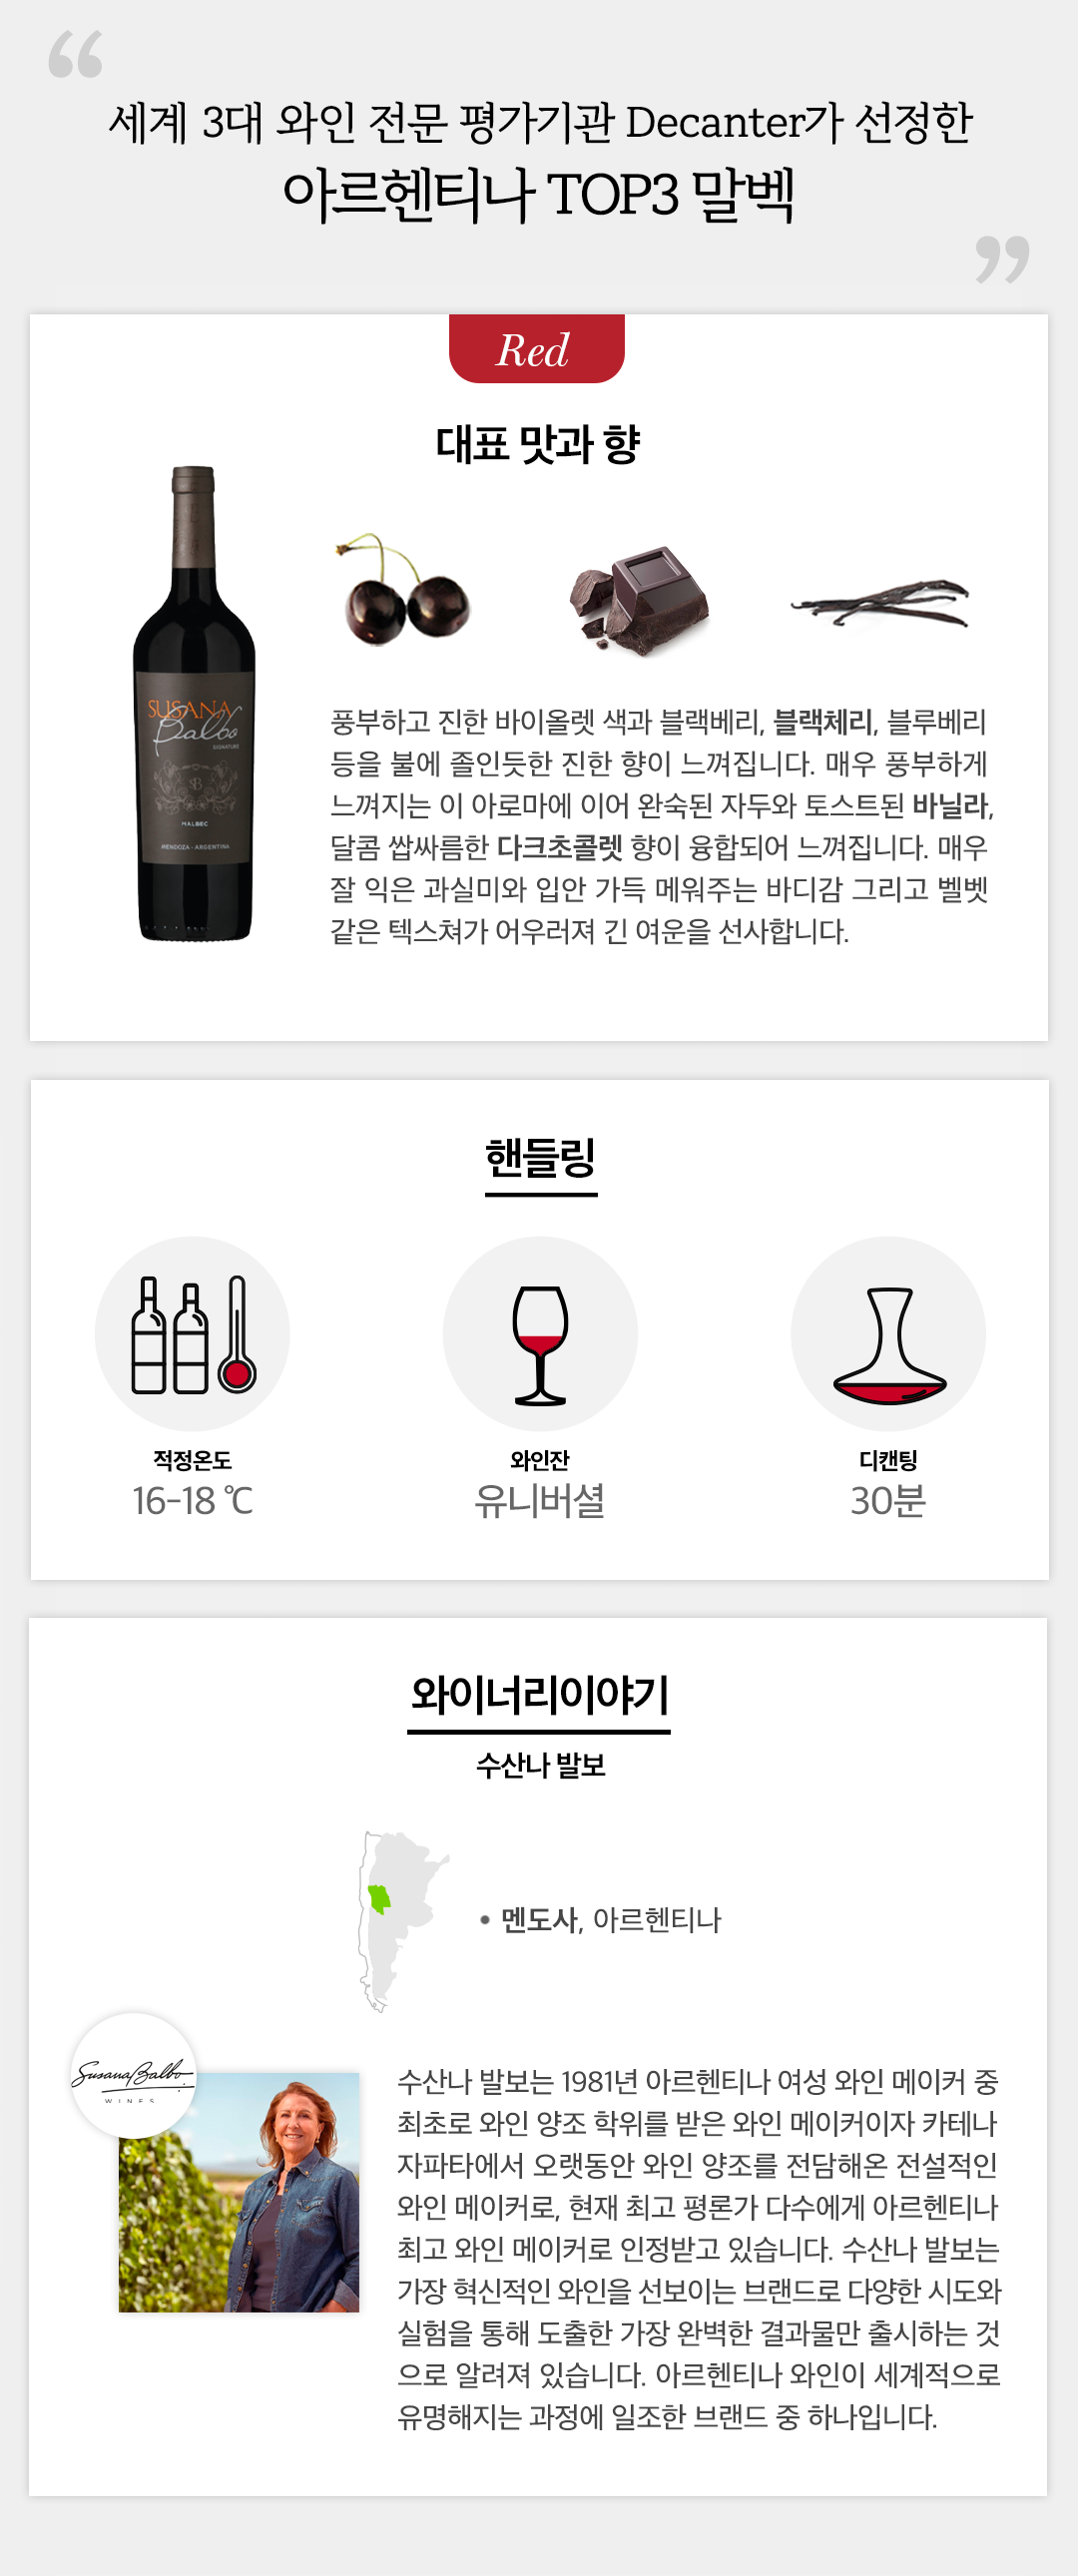 “
세계 3대 와인 전문 평가기관 Decanter가 선정한
아르헨티나 TOP3 말벡
”
Red
대표 맛과 향
SUSANA
Balbo
SIGNATURE
SB
MALBEC
MENDOZA - ARGENTINA
풍부하고 진한 바이올렛 색과 블랙베리, 블랙체리, 블루베리
등을 불에 졸인듯한 진한 향이 느껴집니다. 매우 풍부하게
느껴지는 이 아로마에 이어 완숙된 자두와 토스트된 바닐라,
달콤 쌉싸름한 다크초콜렛 향이 융합되어 느껴집니다. 매우
잘 익은 과실미와 입안 가득 메워주는 바디감 그리고 벨벳
같은 텍스쳐가 어우러져 긴 여운을 선사합니다.
핸들링
적정온도
16-18 ℃
와인잔
유니버셜
디캔팅
30분
와이너리이야기
수산나 발보
• 멘도사, 아르헨티나
Susana Balbo
WINES
수산나 발보는 1981년 아르헨티나 여성 와인 메이커 중
최초로 와인 양조 학위를 받은 와인 메이커이자 카테나
자파타에서 오랫동안 와인 양조를 전담해온 전설적인
와인 메이커로, 현재 최고 평론가 다수에게 아르헨티나
최고 와인 메이커로 인정받고 있습니다. 수산나 발보는
가장 혁신적인 와인을 선보이는 브랜드로 다양한 시도와
실험을 통해 도출한 가장 완벽한 결과물만 출시하는 것
으로 알려져 있습니다. 아르헨티나 와인이 세계적으로
유명해지는 과정에 일조한 브랜드 중 하나입니다.